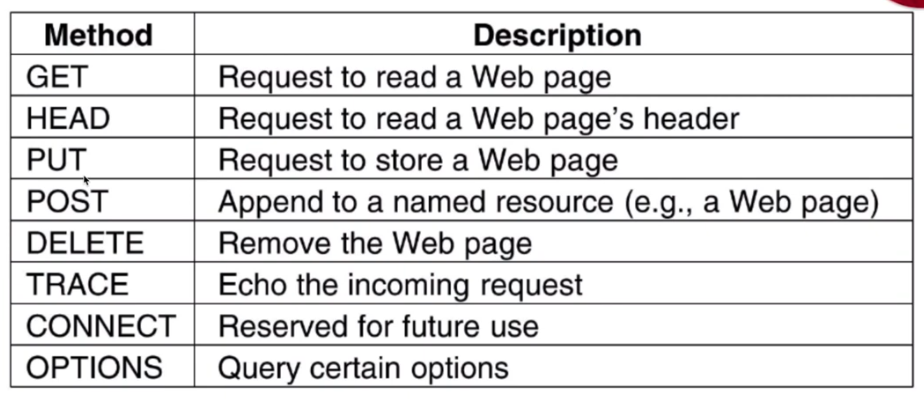 Method Description
GET Request to read a Web page
HEAD Request to read a Web page’s header
PUT Request to store a Web page
POST Append to a named resource (e.g., a Web page)
DELETE Remove the Web page
TRACE Echo the incoming request
CONNECT Reserved for future use
OPTIONS Query certain options